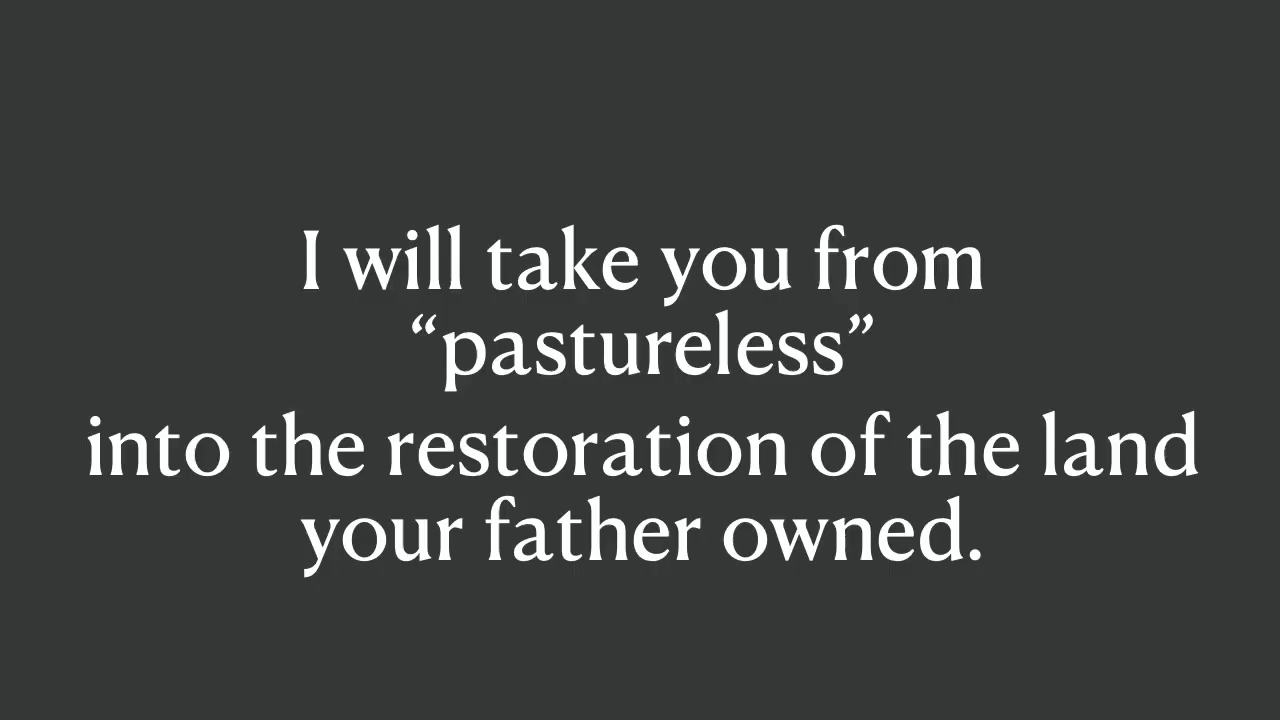 I will take you from
“pastureless”
into the restoration of the land
your father owned.